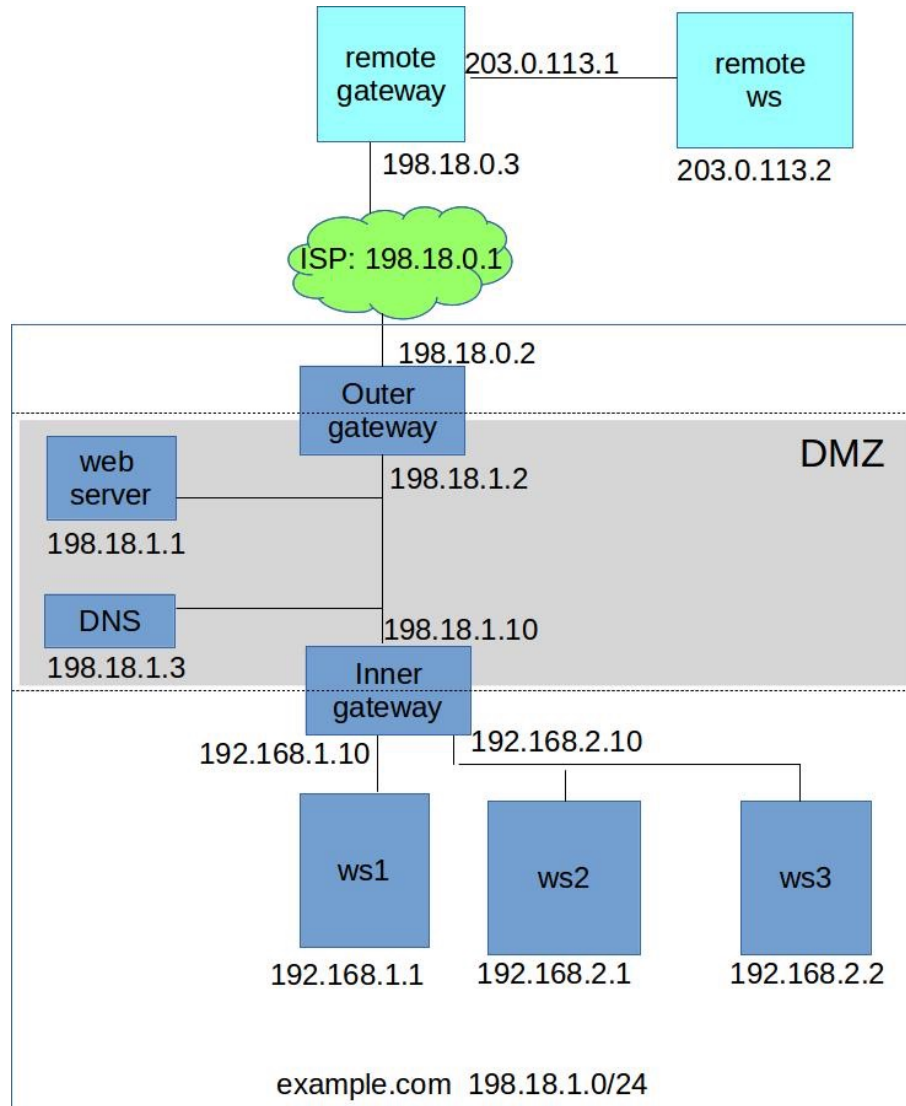 remote
gateway
203.0.113.1
remote
ws
198.18.0.3
203.0.113.2
ISP: 198.18.0.1
198.18.0.2
Outer
gateway
DMZ
web
server
198.18.1.2
198.18.1.1
DNS
198.18.1.10
198.18.1.3
Inner
gateway
192.168.1.10
192.168.2.10
ws1
ws2
ws3
192.168.1.1
192.168.2.1
192.168.2.2
example.com 198.18.1.0/24